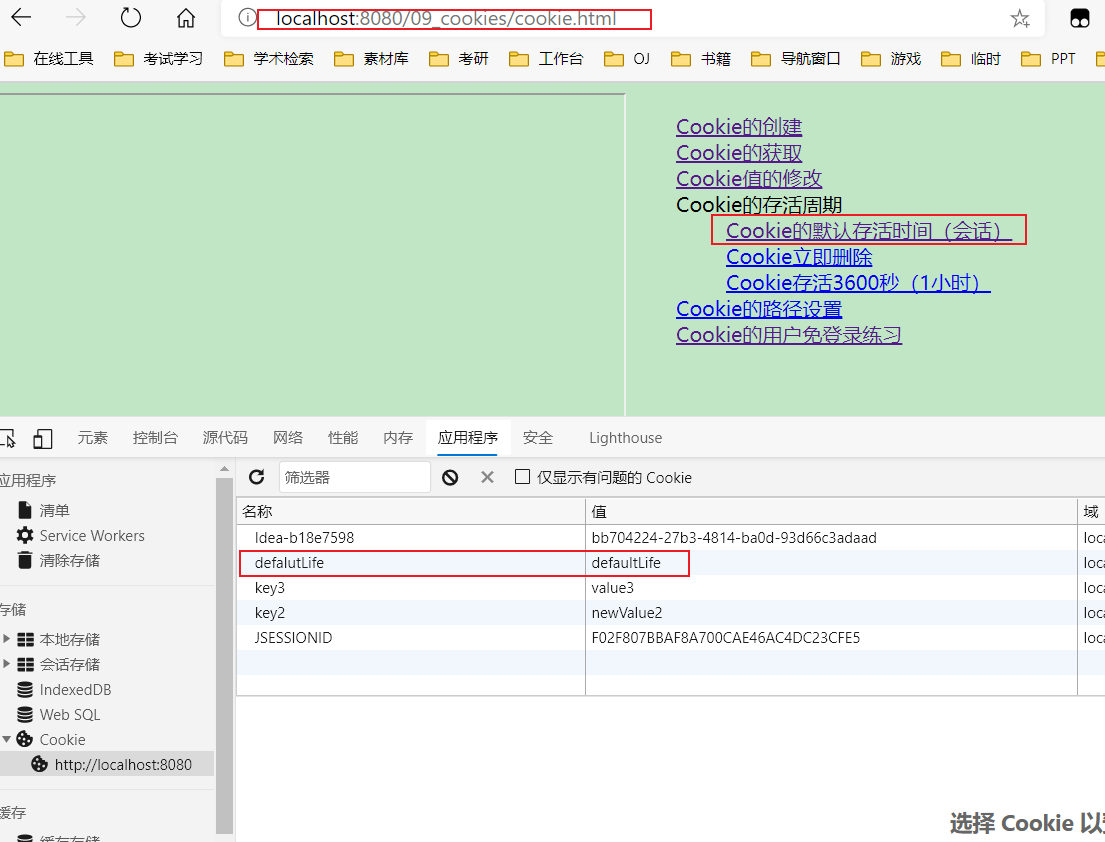 localhost:8080/09_cookies/cookie.html
在线工具 考试学习 学术检索 素材库 考研 工作台 OJ 书籍 导航窗口 游戏 临时 PPT
Cookie的创建
Cookie的获取
Cookie值的修改
Cookie的存活周期
Cookie的默认存活时间（会话）
Cookie立即删除
Cookie存活3600秒（1小时）
Cookie的路径设置
Cookie的用户免登录练习
元素 控制台 源代码 网络 性能 内存 应用程序 安全 Lighthouse
应用程序
清单
Service Workers
清除存储
存储
本地存储
会话存储
IndexedDB
Web SQL
Cookie
http://localhost:8080
缓存
缓存存储
筛选器 仅显示有问题的 Cookie
名称 值 域
Idea-b18e7598 bb704224-27b3-4814-ba0d-93d66c3adaad loca
defalutLife defaultLife loca
key3 value3 loca
key2 newValue2 loca
JSESSIONID F02F807BBAF8A700CAE46AC4DC23CFE5 loca
选择 Cookie 以